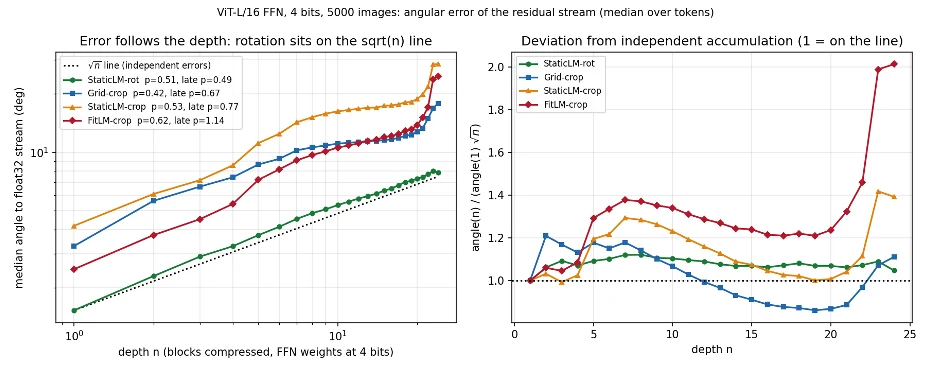 ViT-L/16 FFN, 4 bits, 5000 images: angular error of the residual stream (median over tokens)
Error follows the depth: rotation sits on the sqrt(n) line
median angle to float32 stream (deg)
10¹
√n line (independent errors)
StaticLM-rot p=0.51, late p=0.49
Grid-crop p=0.42, late p=0.67
StaticLM-crop p=0.53, late p=0.77
FitLM-crop p=0.62, late p=1.14
10⁰
10¹
depth n (blocks compressed, FFN weights at 4 bits)
Deviation from independent accumulation (1 = on the line)
angle(n) / (angle(1) √n)
2.0
1.8
1.6
1.4
1.2
1.0
StaticLM-rot
Grid-crop
StaticLM-crop
FitLM-crop
0
5
10
15
20
25
depth n